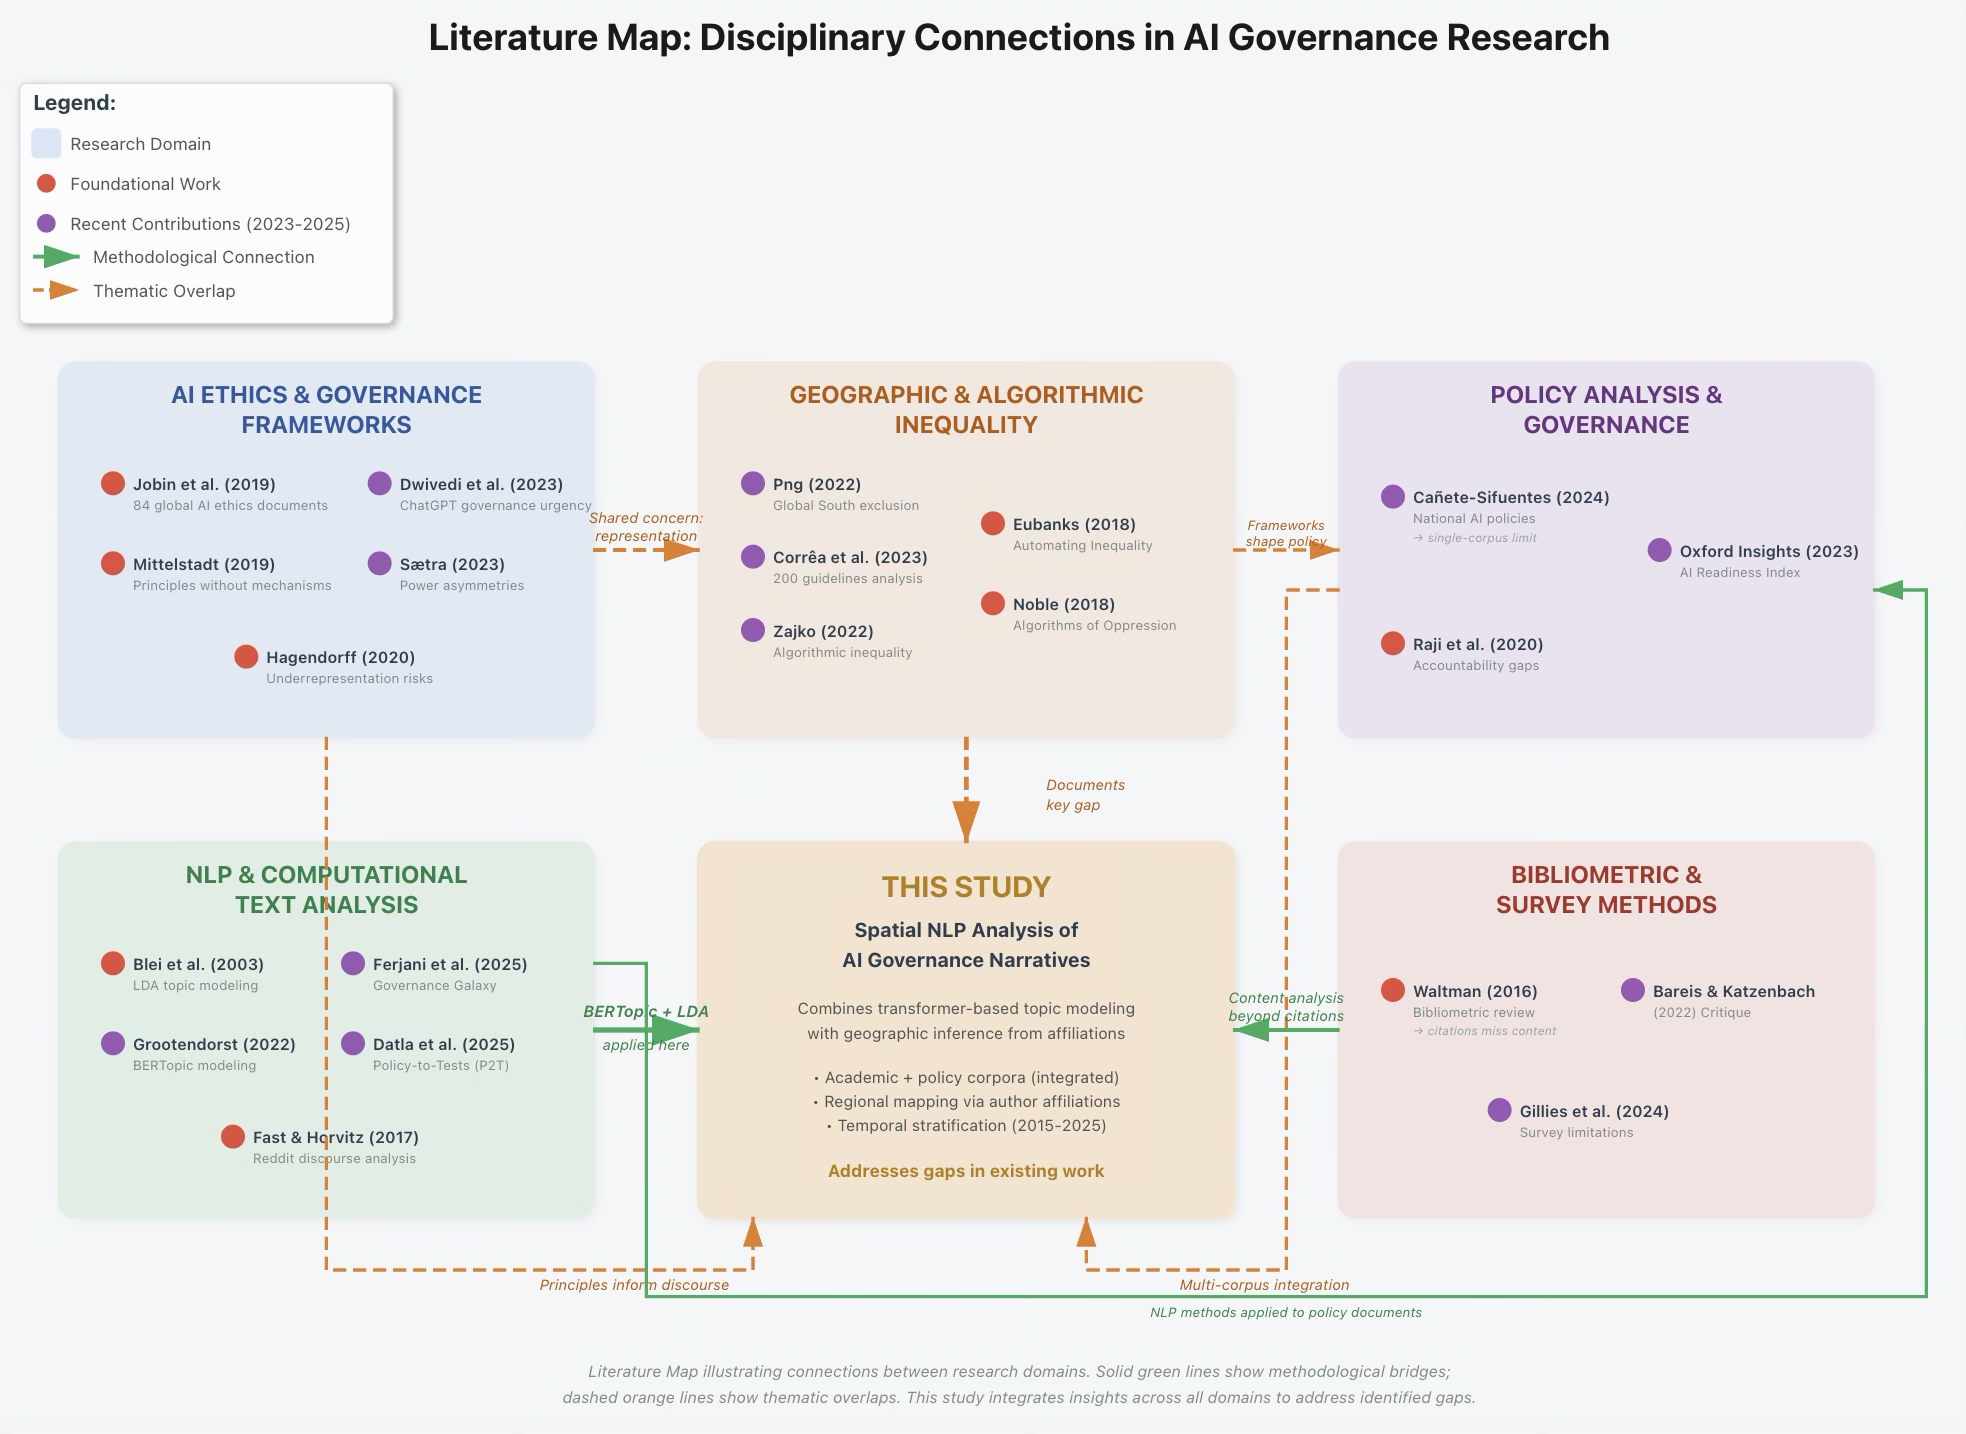 Literature Map: Disciplinary Connections in AI Governance Research
Legend:
Research Domain
Foundational Work
Recent Contributions (2023-2025)
Methodological Connection
Thematic Overlap
AI ETHICS & GOVERNANCE
FRAMEWORKS
Jobin et al. (2019)
84 global AI ethics documents
Dwivedi et al. (2023)
ChatGPT governance urgency
Mittelstadt (2019)
Principles without mechanisms
Sætra (2023)
Power asymmetries
Hagendorff (2020)
Underrepresentation risks
Shared concern:
representation
GEOGRAPHIC & ALGORITHMIC
INEQUALITY
Png (2022)
Global South exclusion
Corrêa et al. (2023)
200 guidelines analysis
Zajko (2022)
Algorithmic inequality
Eubanks (2018)
Automating Inequality
Noble (2018)
Algorithms of Oppression
Frameworks
shape policy
POLICY ANALYSIS &
GOVERNANCE
Cañete-Sifuentes (2024)
National AI policies
→ single-corpus limit
Oxford Insights (2023)
AI Readiness Index
Raji et al. (2020)
Accountability gaps
Documents
key gap
NLP & COMPUTATIONAL
TEXT ANALYSIS
Blei et al. (2003)
LDA topic modeling
Ferjani et al. (2025)
Governance Galaxy
Grootendorst (2022)
BERTopic modeling
Datla et al. (2025)
Policy-to-Tests (P2T)
Fast & Horvitz (2017)
Reddit discourse analysis
BERTopic + LDA
applied here
THIS STUDY
Spatial NLP Analysis of
AI Governance Narratives
Combines transformer-based topic modeling
with geographic inference from affiliations
• Academic + policy corpora (integrated)
• Regional mapping via author affiliations
• Temporal stratification (2015-2025)
Addresses gaps in existing work
Content analysis
beyond citations
BIBLIOMETRIC &
SURVEY METHODS
Waltman (2016)
Bibliometric review
→ citations miss content
Bareis & Katzenbach
(2022) Critique
Gillies et al. (2024)
Survey limitations
Principles inform discourse
Multi-corpus integration
NLP methods applied to policy documents
Literature Map illustrating connections between research domains. Solid green lines show methodological bridges;
dashed orange lines show thematic overlaps. This study integrates insights across all domains to address identified gaps.